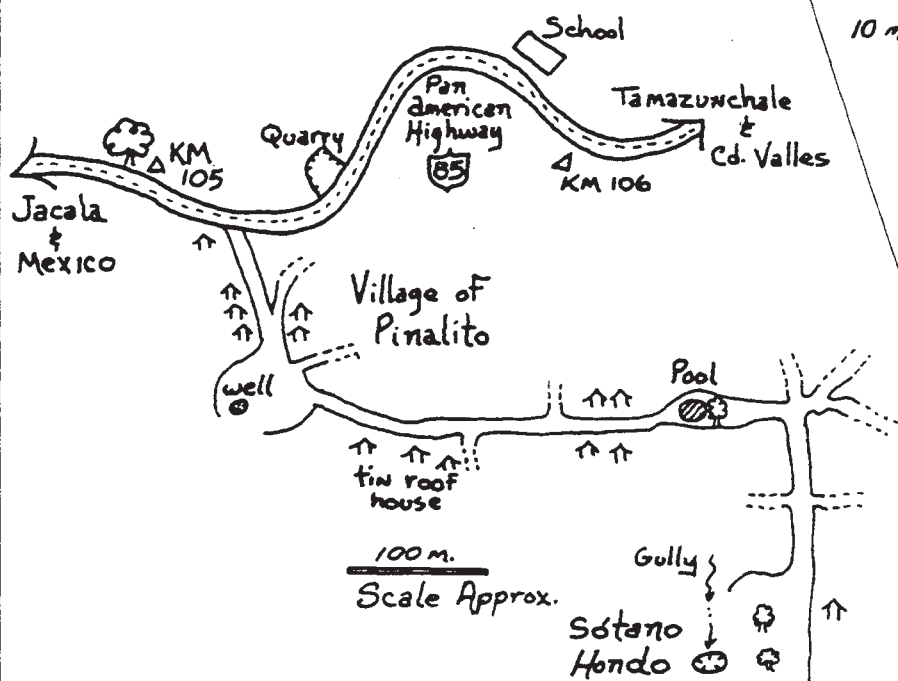 School
10 m
Pan
american
Highway
85
Tamazunchale
&
Cd. Valles
Quarry
KM
105
KM 106
Jacala
&
Mexico
Village of
Pinalito
well
Pool
tin roof
house
100 m.
Scale Approx.
Gully
Sótano
Hondo